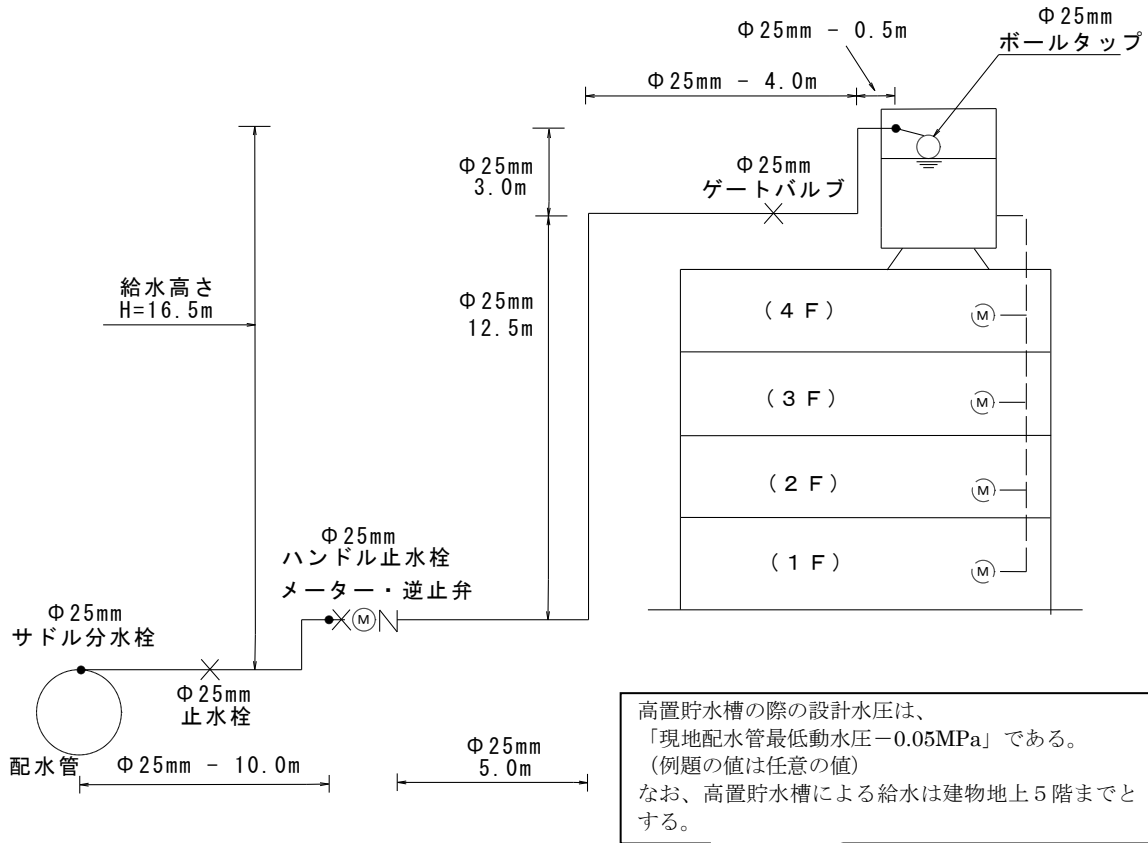 Φ25mm
ボールタップ
Φ25mm － 0.5m
Φ25mm － 4.0m
Φ25mm
3.0m
Φ25mm
ゲートバルブ
給水高さ
H=16.5m
Φ25mm
12.5m
(4F)
M
(3F)
M
(2F)
M
(1F)
M
Φ25mm
ハンドル止水栓
メーター・逆止弁
M
Φ25mm
サドル分水栓
Φ25mm
止水栓
配水管
Φ25mm － 10.0m
Φ25mm
5.0m
高置貯水槽の際の設計水圧は、
「現地配水管最低動水圧－0.05MPa」である。
（例題の値は任意の値）
なお、高置貯水槽による給水は建物地上５階までと
する。